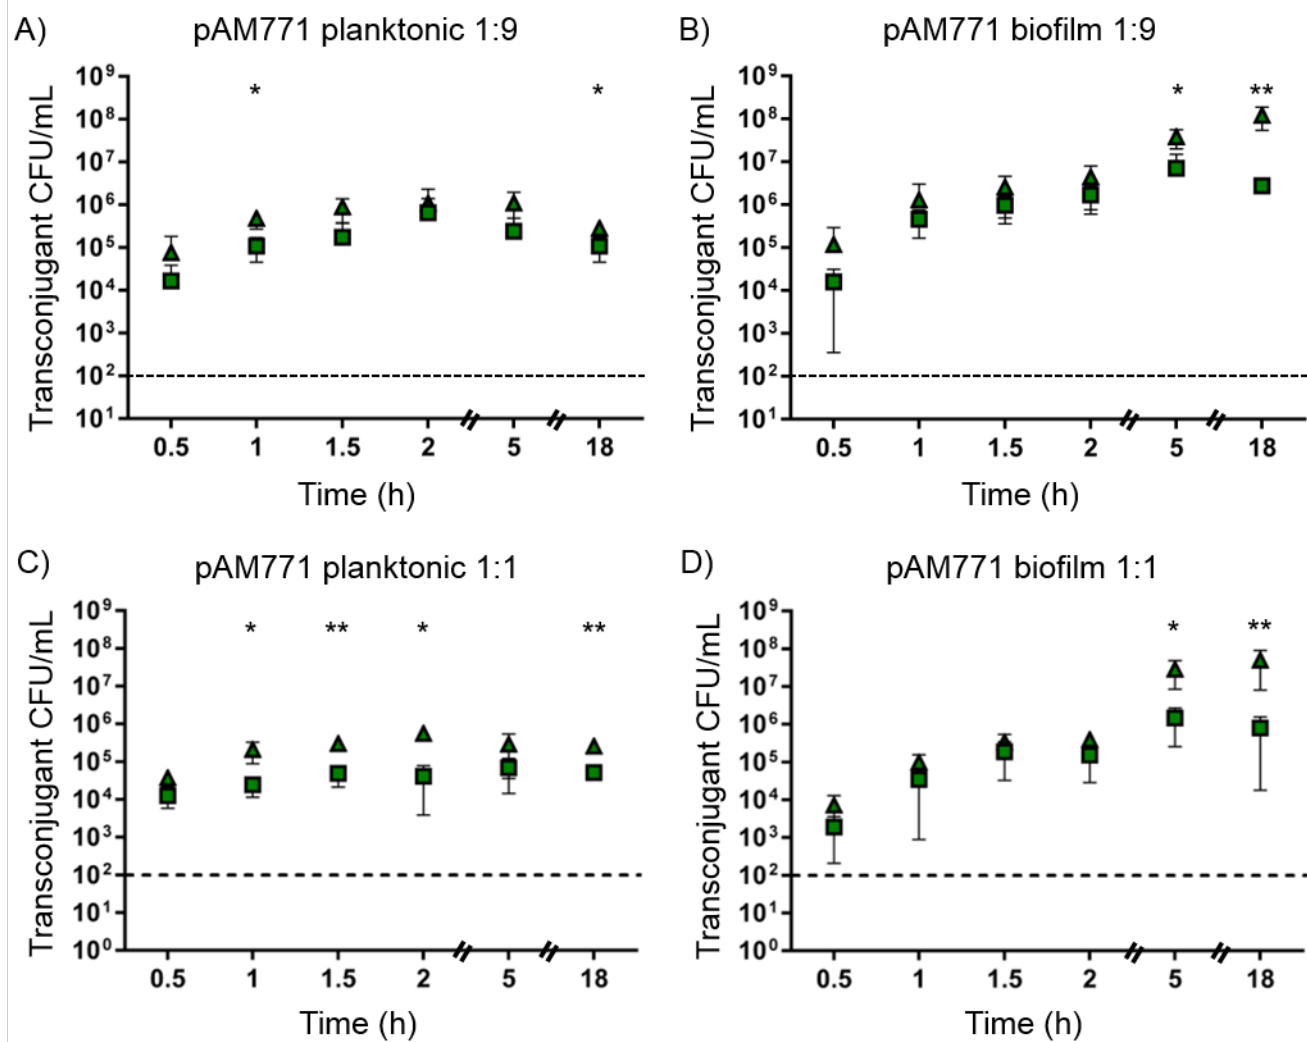 A) pAM771 planktonic 1:9
Transconjugant CFU/mL
10⁹
10⁸
10⁷
10⁶
10⁵
10⁴
10³
10²
10¹
* *
0.5 1 1.5 2 5 18
Time (h)
B) pAM771 biofilm 1:9
Transconjugant CFU/mL
10⁹
10⁸
10⁷
10⁶
10⁵
10⁴
10³
10²
10¹
* **
0.5 1 1.5 2 5 18
Time (h)
C) pAM771 planktonic 1:1
Transconjugant CFU/mL
10⁹
10⁸
10⁷
10⁶
10⁵
10⁴
10³
10²
10¹
10⁰
* ** * **
0.5 1 1.5 2 5 18
Time (h)
D) pAM771 biofilm 1:1
Transconjugant CFU/mL
10⁹
10⁸
10⁷
10⁶
10⁵
10⁴
10³
10²
10¹
10⁰
* **
0.5 1 1.5 2 5 18
Time (h)